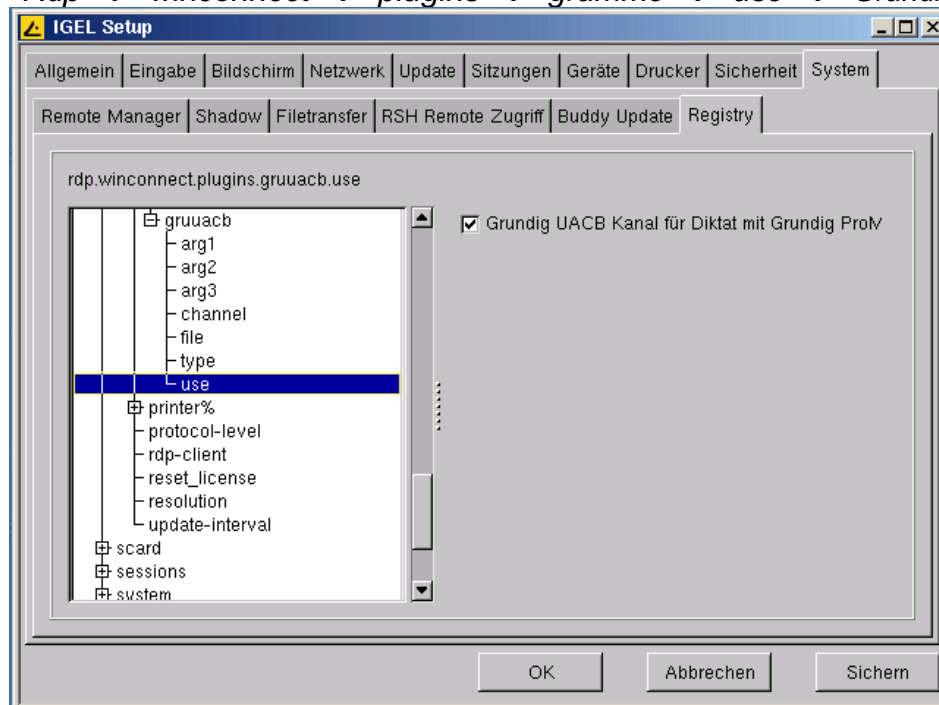 IGEL Setup
Allgemein Eingabe Bildschirm Netzwerk Update Sitzungen Geräte Drucker Sicherheit System
Remote Manager Shadow Filetransfer RSH Remote Zugriff Buddy Update Registry
rdp.winconnect.plugins.gruuacb.use
gruuacb
Grundig UACB Kanal für Diktat mit Grundig
arg1
arg2
arg3
channel
file
type
use
printer%
protocol-level
rdp-client
reset_license
resolution
update-interval
scard
sessions
system
OK Abbrechen Sichern